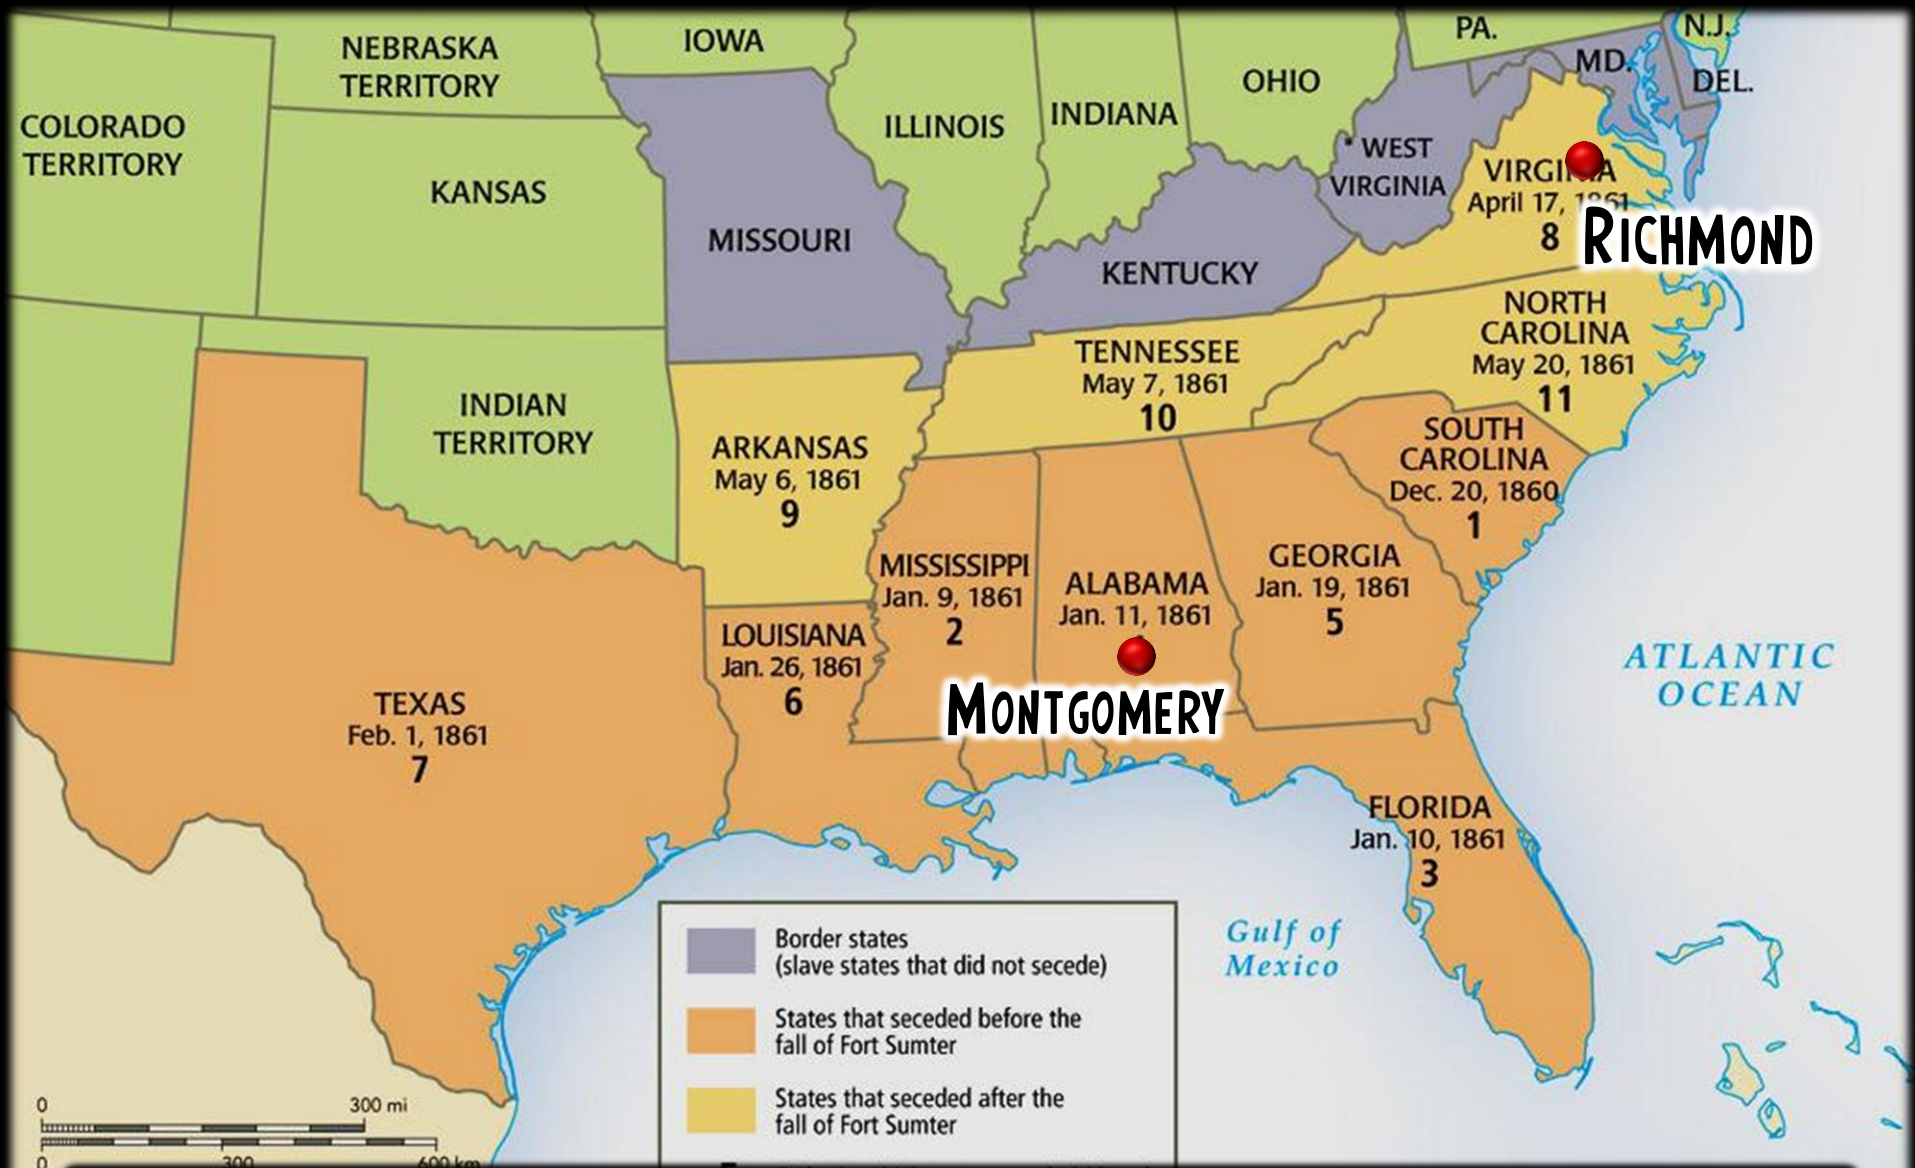 NEBRASKA
TERRITORY
IOWA
PA.
N.J.
MD.
DEL.
OHIO
COLORADO
TERRITORY
ILLINOIS
INDIANA
WEST
VIRGINIA
KANSAS
VIRGINIA
April 17, 1861
8
RICHMOND
MISSOURI
KENTUCKY
NORTH
CAROLINA
May 20, 1861
11
TENNESSEE
May 7, 1861
10
INDIAN
TERRITORY
ARKANSAS
May 6, 1861
9
SOUTH
CAROLINA
Dec. 20, 1860
1
MISSISSIPPI
Jan. 9, 1861
2
ALABAMA
Jan. 11, 1861
GEORGIA
Jan. 19, 1861
5
LOUISIANA
Jan. 26, 1861
6
MONTGOMERY
TEXAS
Feb. 1, 1861
7
ATLANTIC
OCEAN
FLORIDA
Jan. 10, 1861
3
Gulf of
Mexico
Border states
(slave states that did not secede)
States that seceded before the
fall of Fort Sumter
States that seceded after the
fall of Fort Sumter
0 300 mi
0 300 600 km